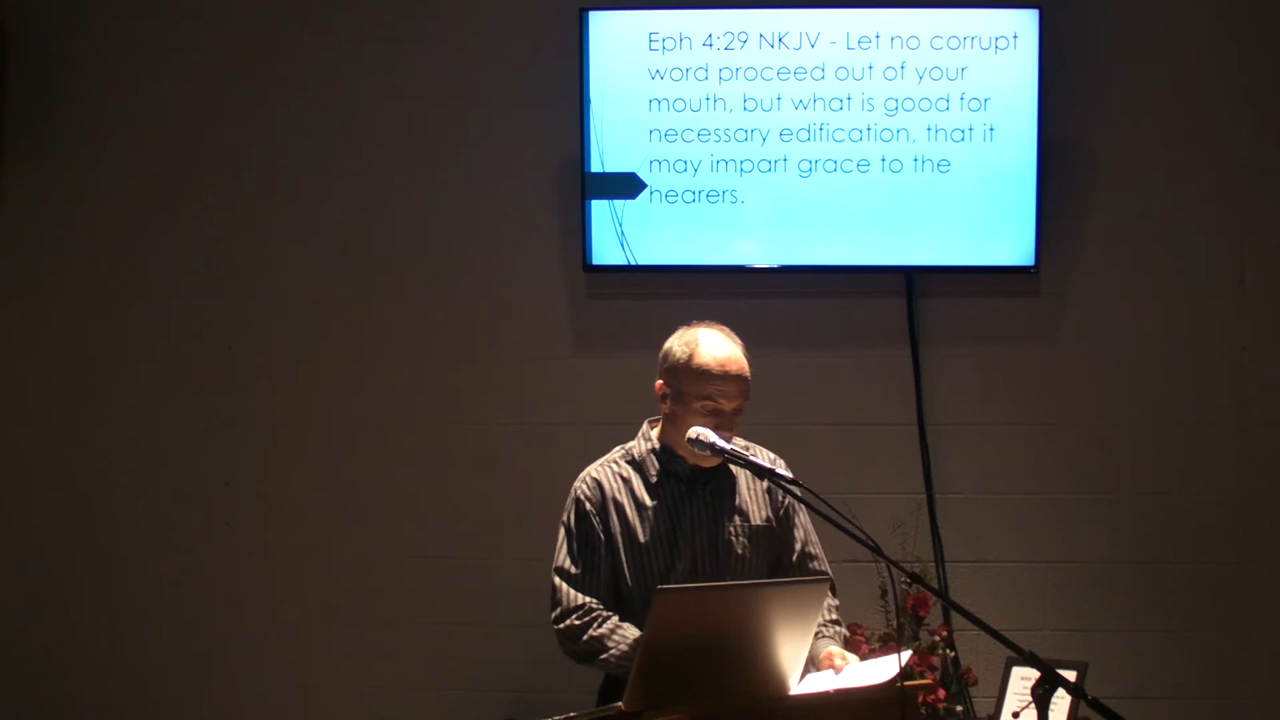 Eph 4:29 NKJV - Let no corrupt
word proceed out of your
mouth, but what is good for
necessary edification, that it
may impart grace to the
hearers.